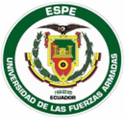 ESPE
UNIVERSIDAD DE LAS FUERZAS ARMADAS
ECUADOR